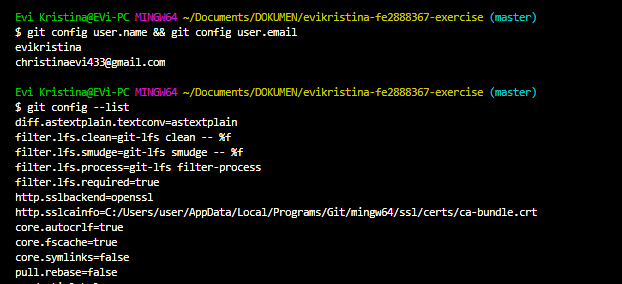 Evi Kristina@EVi-PC MINGW64 ~/Documents/DOKUMEN/evikristina-fe2888367-exercise (master)
$ git config user.name && git config user.email
evikristina
christinaevi433@gmail.com
Evi Kristina@EVi-PC MINGW64 ~/Documents/DOKUMEN/evikristina-fe2888367-exercise (master)
$ git config --list
diff.astextplain.textconv=astextplain
filter.lfs.clean=git-lfs clean -- %f
filter.lfs.smudge=git-lfs smudge -- %f
filter.lfs.process=git-lfs filter-process
filter.lfs.required=true
http.sslbackend=openssl
http.sslcainfo=C:/Users/user/AppData/Local/Programs/Git/mingw64/ssl/certs/ca-bundle.crt
core.autocrlf=true
core.fscache=true
core.symlinks=false
pull.rebase=false